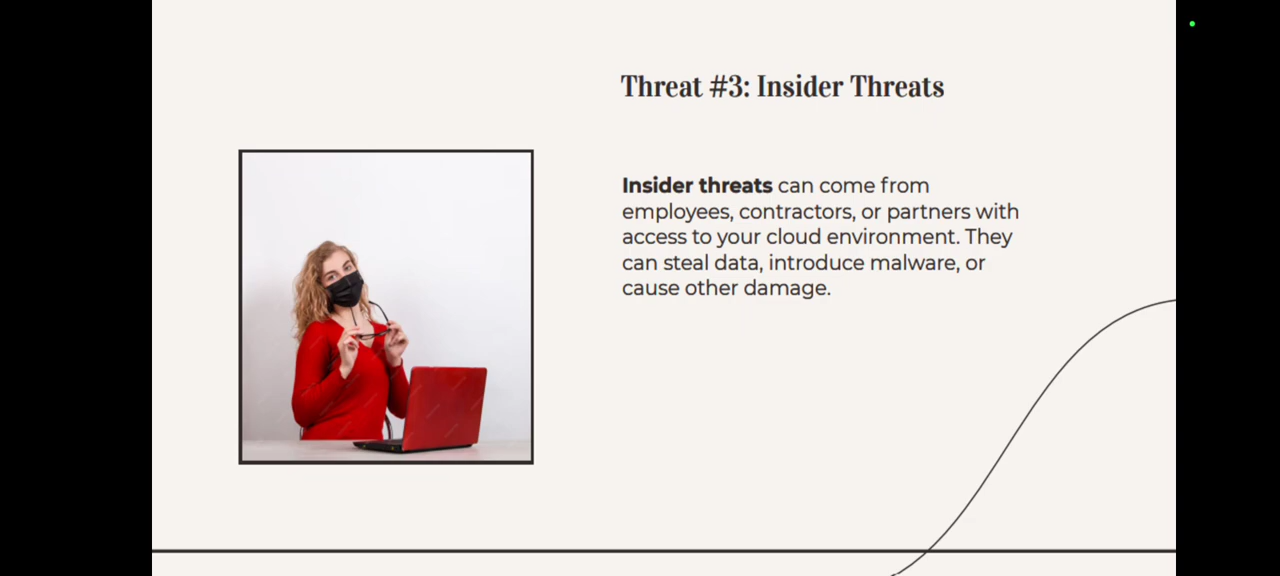 Threat #3: Insider Threats
Insider threats can come from
employees, contractors, or partners with
access to your cloud environment. They
can steal data, introduce malware, or
cause other damage.